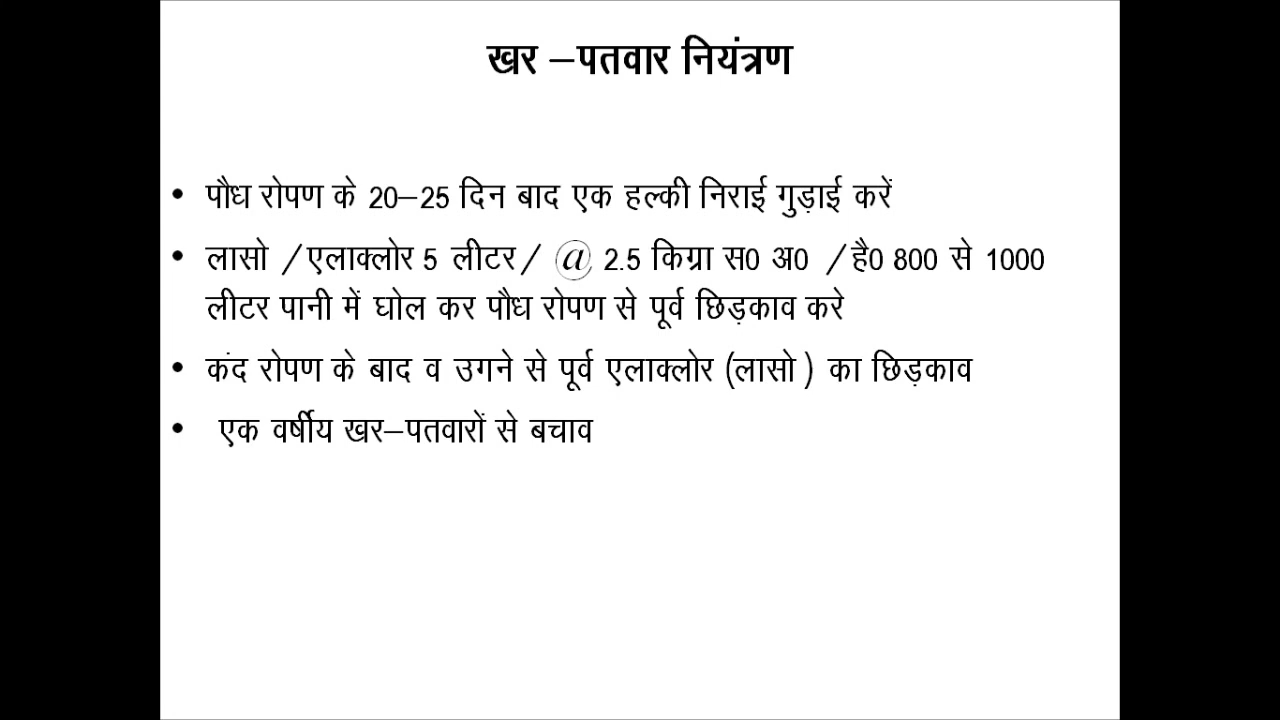 खर –पतवार नियंत्रण
• पौध रोपण के 20–25 दिन बाद एक हल्की निराई गुड़ाई करें
• लासो /एलाक्लोर 5 लीटर/ @ 2.5 किग्रा स0 अ0 /है0 800 से 1000
लीटर पानी में घोल कर पौध रोपण से पूर्व छिड़काव करे
• कंद रोपण के बाद व उगने से पूर्व एलाक्लोर (लासो ) का छिड़काव
• एक वर्षीय खर–पतवारों से बचाव